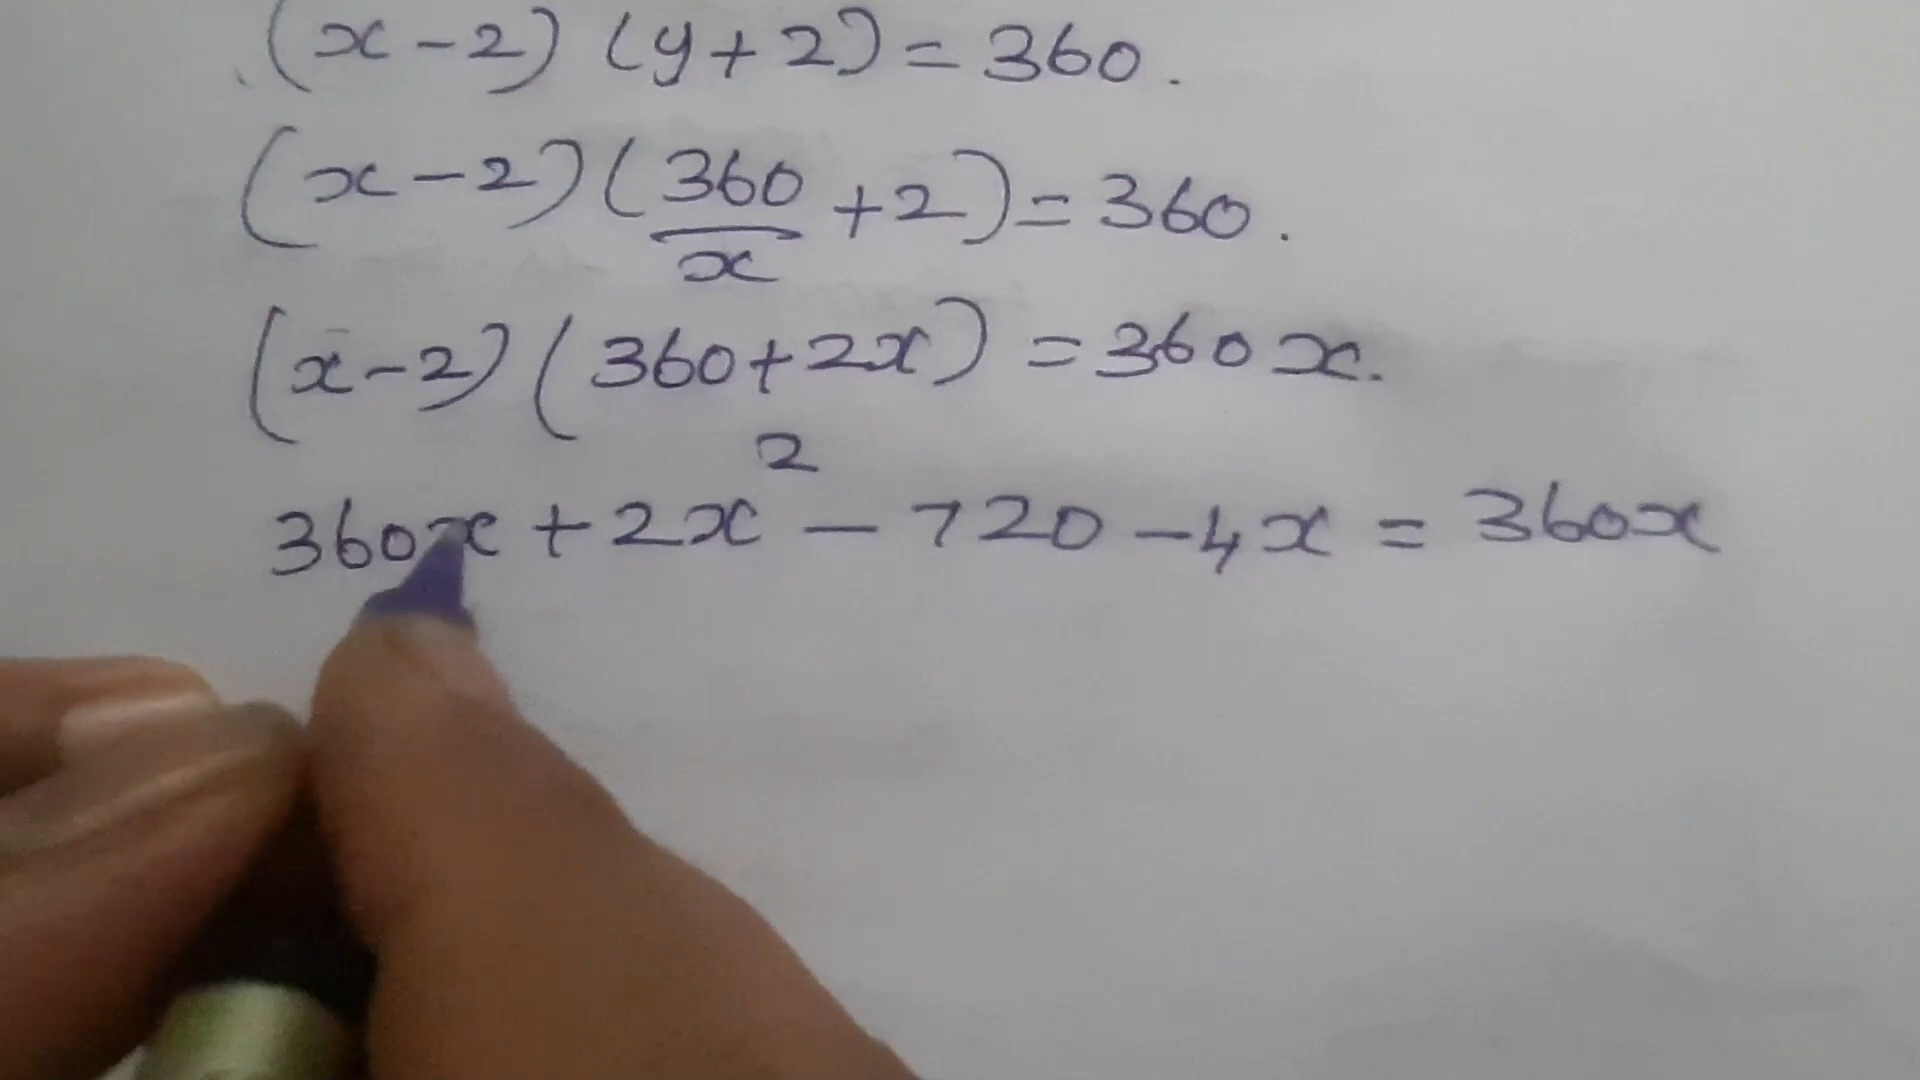 (x-2) (y+2) = 360.
(x-2) (360/x +2) = 360.
(x-2) (360+2x) = 360x.
360x + 2x² - 720 - 4x = 360x